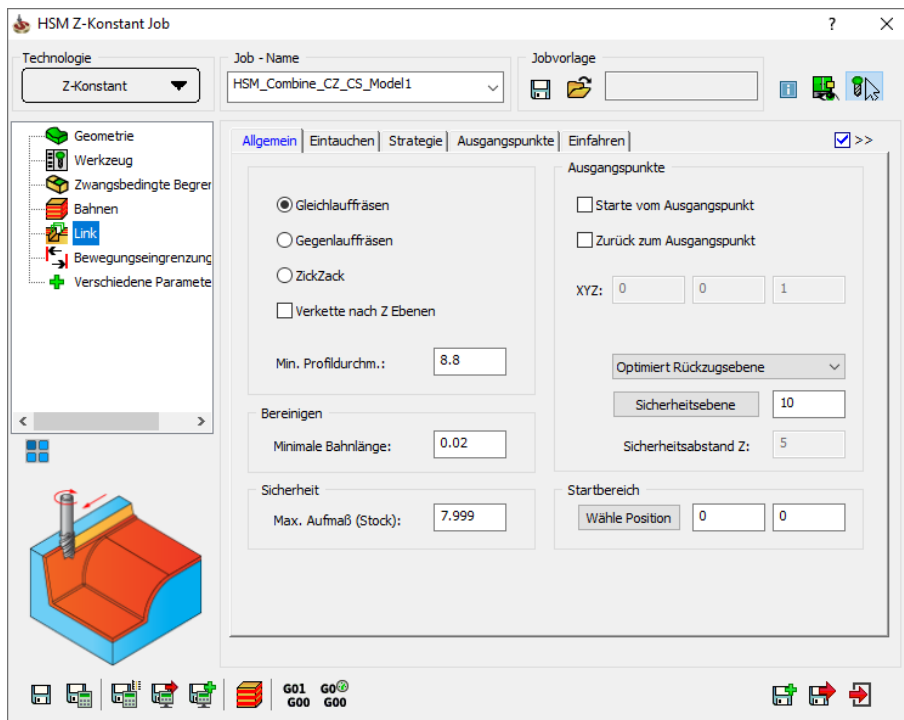 HSM Z-Konstant Job
?
Technologie
Z-Konstant
Job - Name
HSM_Combine_CZ_CS_Model1
Jobvorlage
Geometrie
Werkzeug
Zwangsbedingte Begrer
Bahnen
Link
Bewegungseingrenzung
Verschiedene Paramete
Allgemein
Eintauchen
Strategie
Ausgangspunkte
Einfahren
>>
Gleichlauffräsen
Gegenlauffräsen
ZickZack
Verkette nach Z Ebenen
Min. Profildurchm.: 8.8
Bereinigen
Minimale Bahnlänge: 0.02
Sicherheit
Max. Aufmaß (Stock): 7.999
Ausgangspunkte
Starte vom Ausgangspunkt
Zurück zum Ausgangspunkt
XYZ: 0 0 1
Optimiert Rückzugsebene
Sicherheitsebene 10
Sicherheitsabstand Z: 5
Startbereich
Wähle Position 0 0
G01 G0
G00 G00